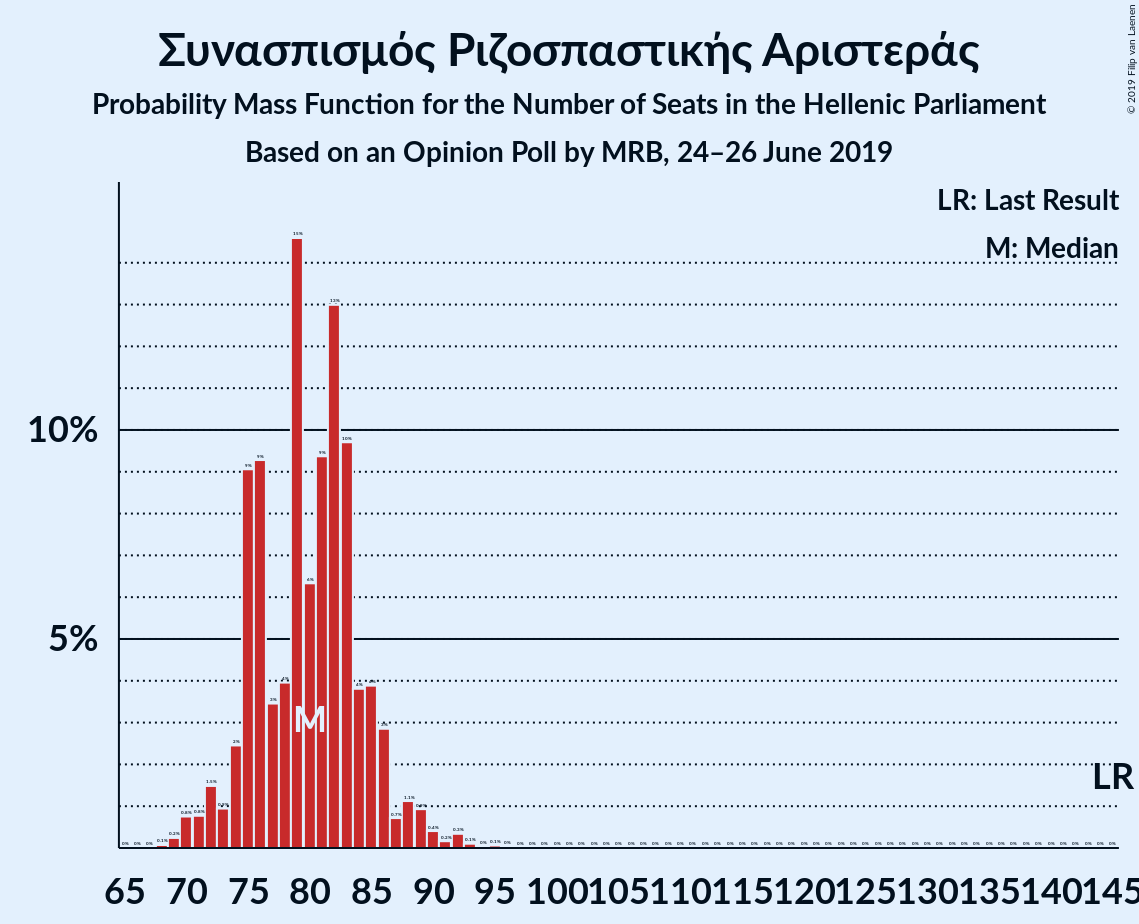 Συνασπισμός Ριζοσπαστικής Αριστεράς
Probability Mass Function for the Number of Seats in the Hellenic Parliament
Based on an Opinion Poll by MRB, 24–26 June 2019
© 2019 Filip van Laenen
LR: Last Result
M: Median
10%
5%
M
LR
65 70 75 80 85 90 95 100 105 110 115 120 125 130 135 140 145